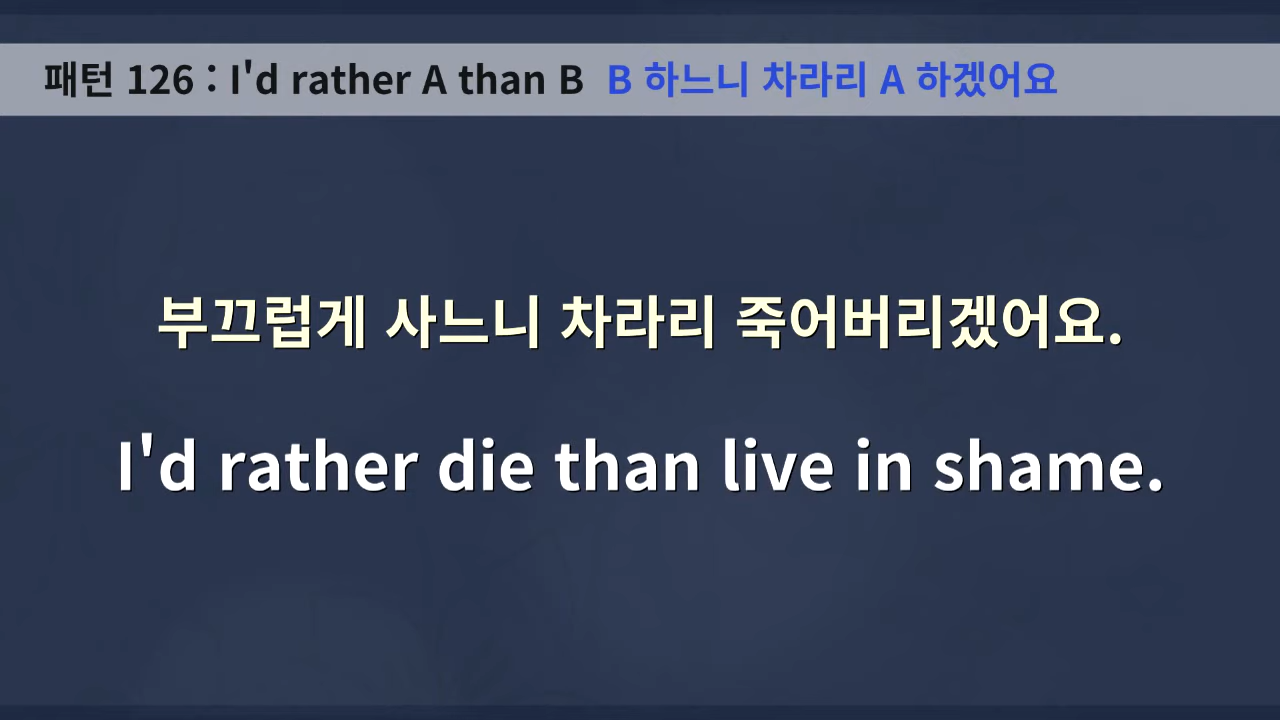 패턴 126 : I'd rather A than B B 하느니 차라리 A 하겠어요
부끄럽게 사느니 차라리 죽어버리겠어요.
I'd rather die than live in shame.